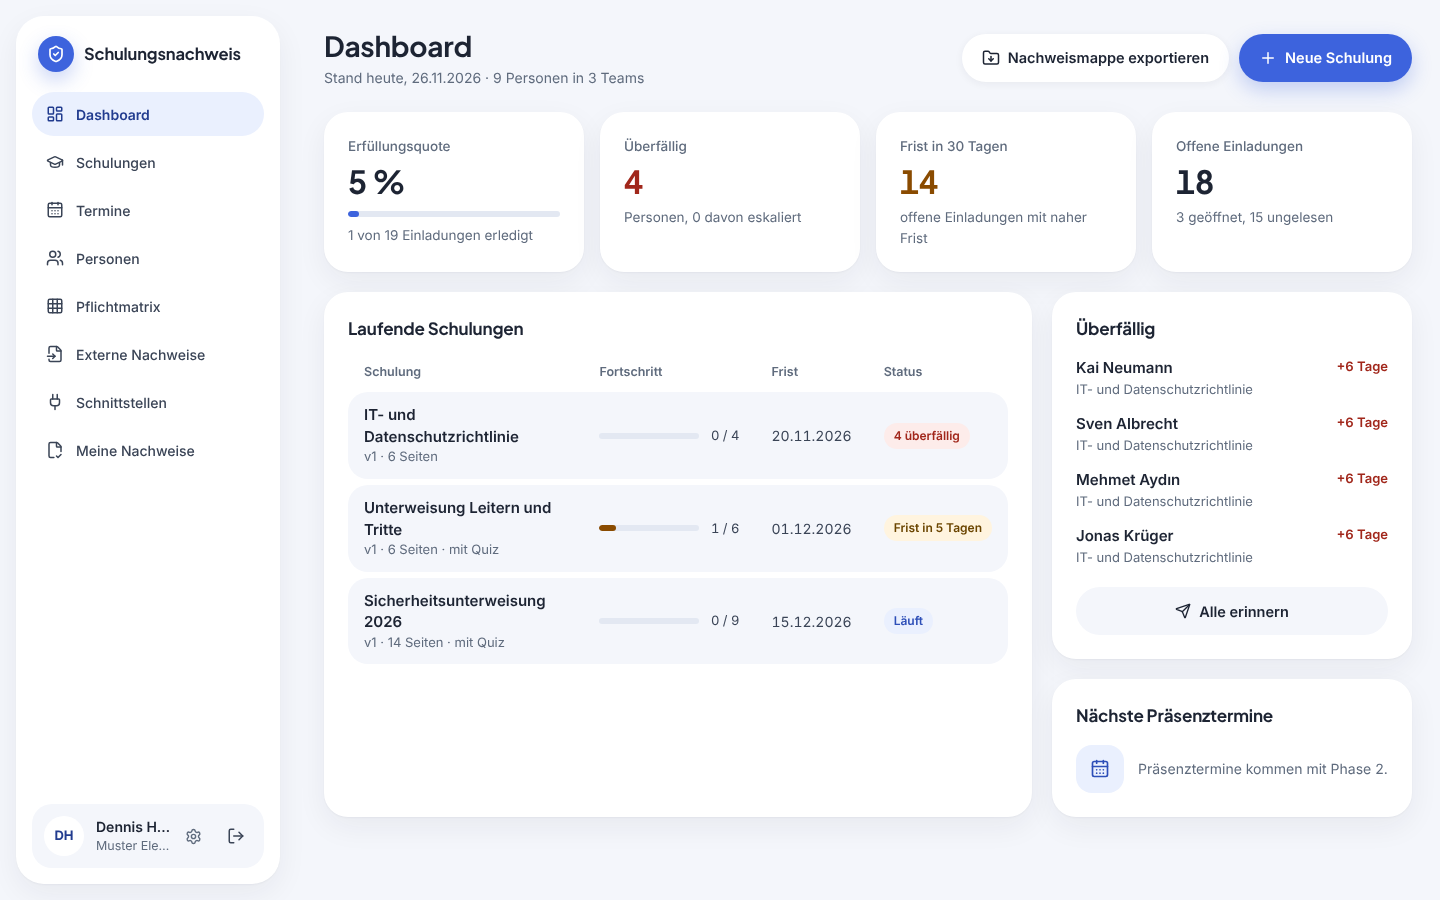 Schulungsnachweis
Dashboard
Schulungen
Termine
Personen
Pflichtmatrix
Externe Nachweise
Schnittstellen
Meine Nachweise
DH
Dennis H...
Muster Ele...
Dashboard
Stand heute, 26.11.2026 · 9 Personen in 3 Teams
Nachweismappe exportieren
Neue Schulung
Erfüllungsquote
5 %
1 von 19 Einladungen erledigt
Überfällig
4
Personen, 0 davon eskaliert
Frist in 30 Tagen
14
offene Einladungen mit naher
Frist
Offene Einladungen
18
3 geöffnet, 15 ungelesen
Laufende Schulungen
Schulung Fortschritt Frist Status
IT- und
Datenschutzrichtlinie
v1 · 6 Seiten
0 / 4 20.11.2026 4 überfällig
Unterweisung Leitern und
Tritte
v1 · 6 Seiten · mit Quiz
1 / 6 01.12.2026 Frist in 5 Tagen
Sicherheitsunterweisung
2026
v1 · 14 Seiten · mit Quiz
0 / 9 15.12.2026 Läuft
Überfällig
Kai Neumann +6 Tage
IT- und Datenschutzrichtlinie
Sven Albrecht +6 Tage
IT- und Datenschutzrichtlinie
Mehmet Aydın +6 Tage
IT- und Datenschutzrichtlinie
Jonas Krüger +6 Tage
IT- und Datenschutzrichtlinie
Alle erinnern
Nächste Präsenztermine
Präsenztermine kommen mit Phase 2.